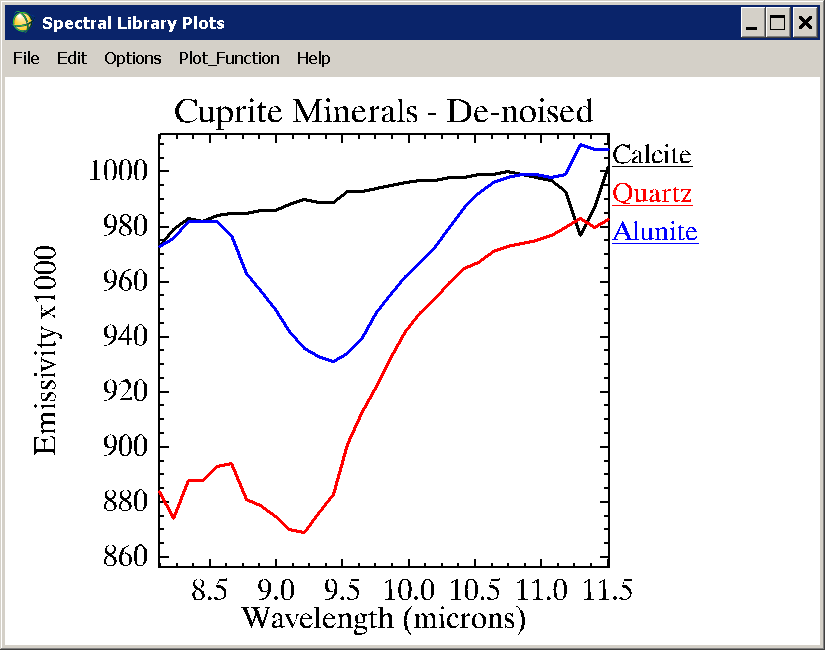 Spectral Library Plots
File Edit Options Plot_Function Help
Cuprite Minerals - De-noised
Calcite
Quartz
Alunite
Emissivity x1000
1000
980
960
940
920
900
880
860
8.5 9.0 9.5 10.0 10.5 11.0 11.5
Wavelength (microns)